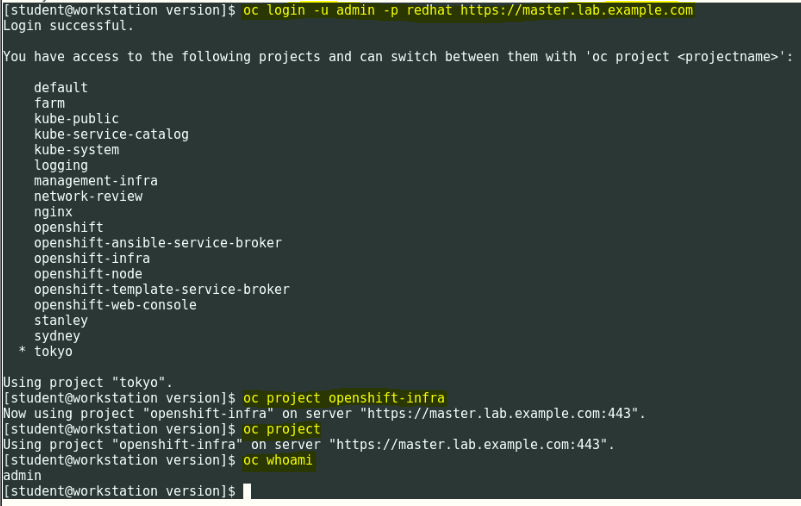 [student@workstation version]$ oc login -u admin -p redhat https://master.lab.example.com
Login successful.
You have access to the following projects and can switch between them with 'oc project <projectname>':
default
farm
kube-public
kube-service-catalog
kube-system
logging
management-infra
network-review
nginx
openshift
openshift-ansible-service-broker
openshift-infra
openshift-node
openshift-template-service-broker
openshift-web-console
stanley
sydney
* tokyo
Using project "tokyo".
[student@workstation version]$ oc project openshift-infra
Now using project "openshift-infra" on server "https://master.lab.example.com:443".
[student@workstation version]$ oc project
Using project "openshift-infra" on server "https://master.lab.example.com:443".
[student@workstation version]$ oc whoami
admin
[student@workstation version]$